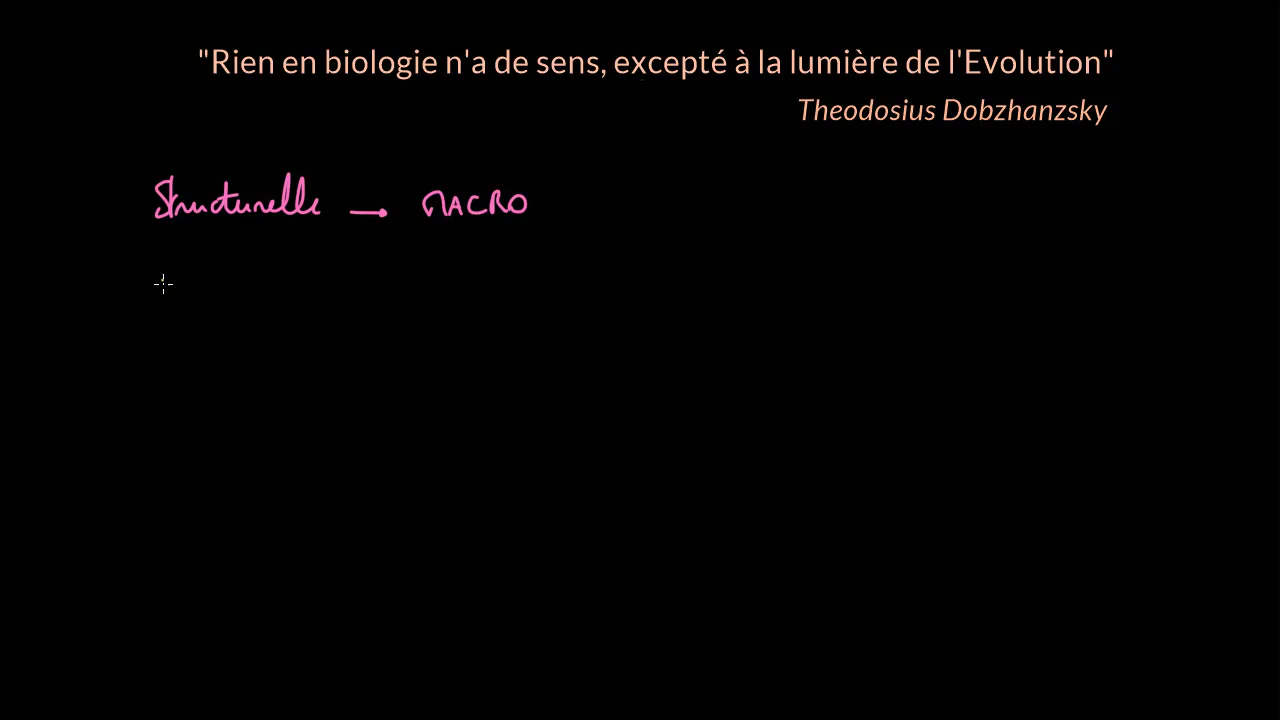 "Rien en biologie n'a de sens, excepté à la lumière de l'Evolution"
Theodosius Dobzhanzsky
Structurelle → MACRO